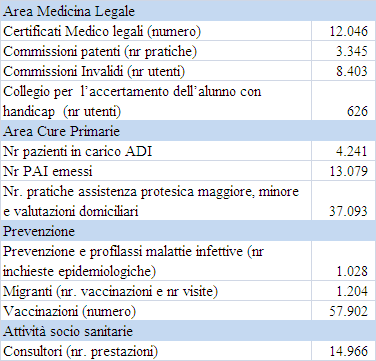 Area Medicina Legale
Certificati Medico legali (numero) 12.046
Commissioni patenti (nr pratiche) 3.345
Commissioni Invalidi (nr utenti) 8.403
Collegio per l’accertamento dell’alunno con
handicap (nr utenti) 626
Area Cure Primarie
Nr pazienti in carico ADI 4.241
Nr PAI emessi 13.079
Nr. pratiche assistenza protesica maggiore, minore
e valutazioni domiciliari 37.093
Prevenzione
Prevenzione e profilassi malattie infettive (nr
inchieste epidemiologiche) 1.028
Migranti (nr. vaccinazioni e nr visite) 1.204
Vaccinazioni (numero) 57.902
Attività socio sanitarie
Consultori (nr. prestazioni) 14.966